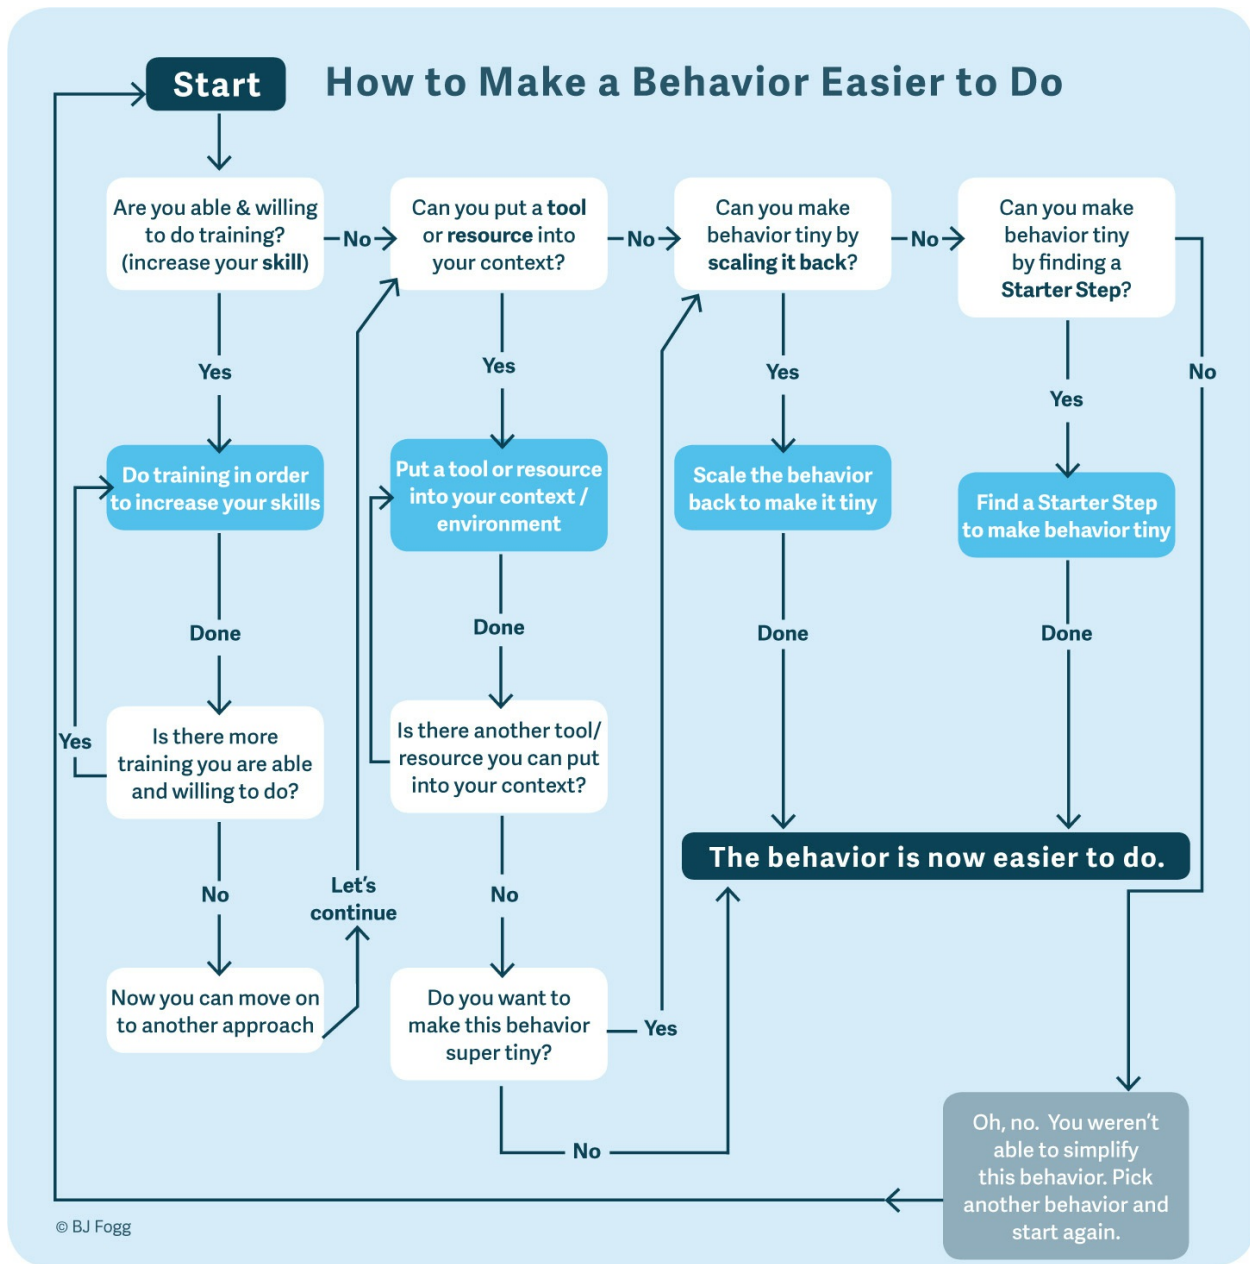 Start
How to Make a Behavior Easier to Do
Are you able & willing
to do training?
(increase your skill)
No
Can you put a tool
or resource into
your context?
No
Can you make
behavior tiny by
scaling it back?
No
Can you make
behavior tiny
by finding a
Starter Step?
No
Yes
Yes
Yes
Yes
Do training in order
to increase your skills
Put a tool or resource
into your context /
environment
Scale the behavior
back to make it tiny
Find a Starter Step
to make behavior tiny
Done
Done
Done
Done
Yes
Is there more
training you are able
and willing to do?
Is there another tool/
resource you can put
into your context?
The behavior is now easier to do.
No
Let's
continue
No
Now you can move on
to another approach
Do you want to
make this behavior
super tiny?
Yes
No
Oh, no. You weren't
able to simplify
this behavior. Pick
another behavior and
start again.
© BJ Fogg